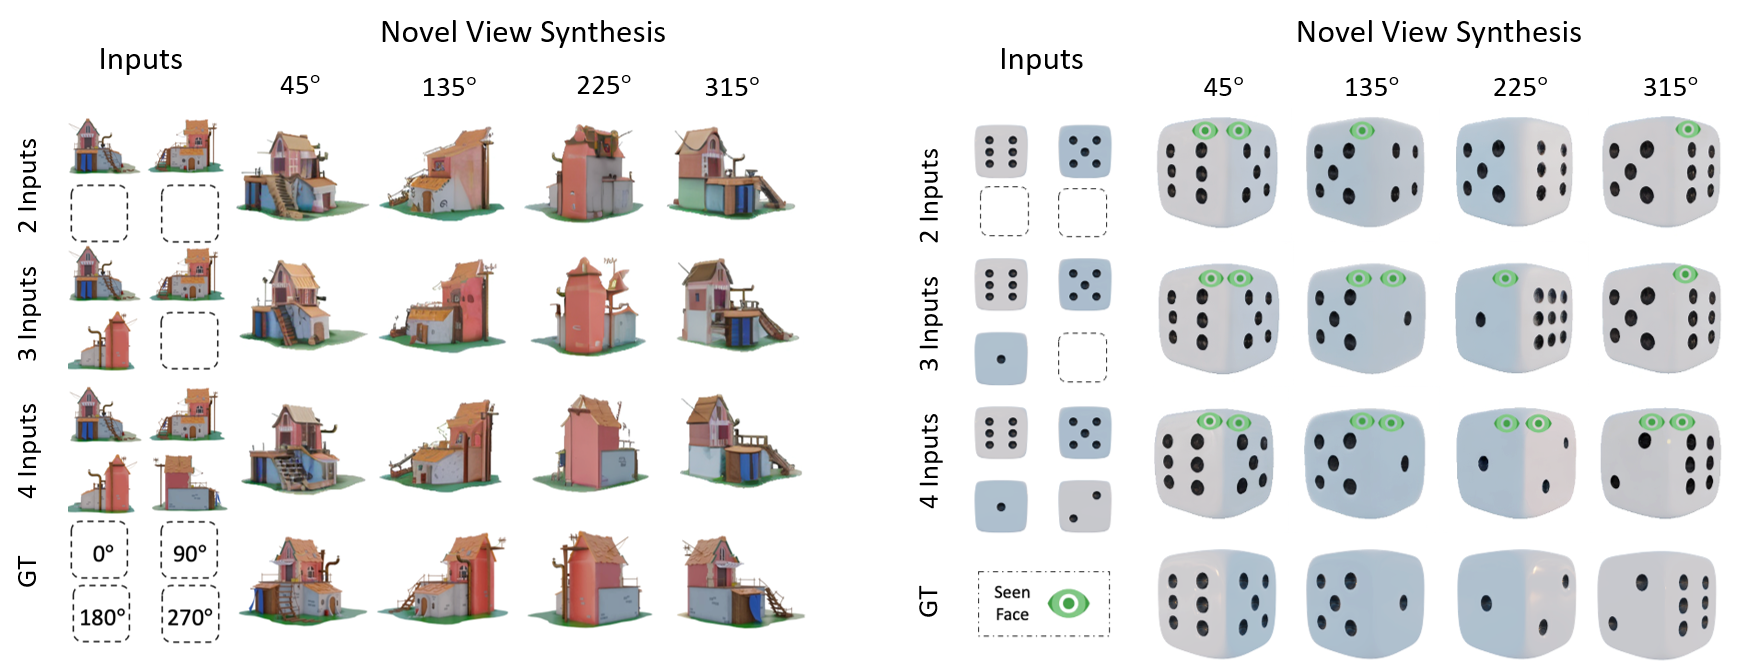 Novel View Synthesis
Inputs
45°
135°
225°
315°
2 Inputs
3 Inputs
4 Inputs
GT
0°
90°
180°
270°
Novel View Synthesis
Inputs
45°
135°
225°
315°
2 Inputs
3 Inputs
4 Inputs
GT
Seen
Face